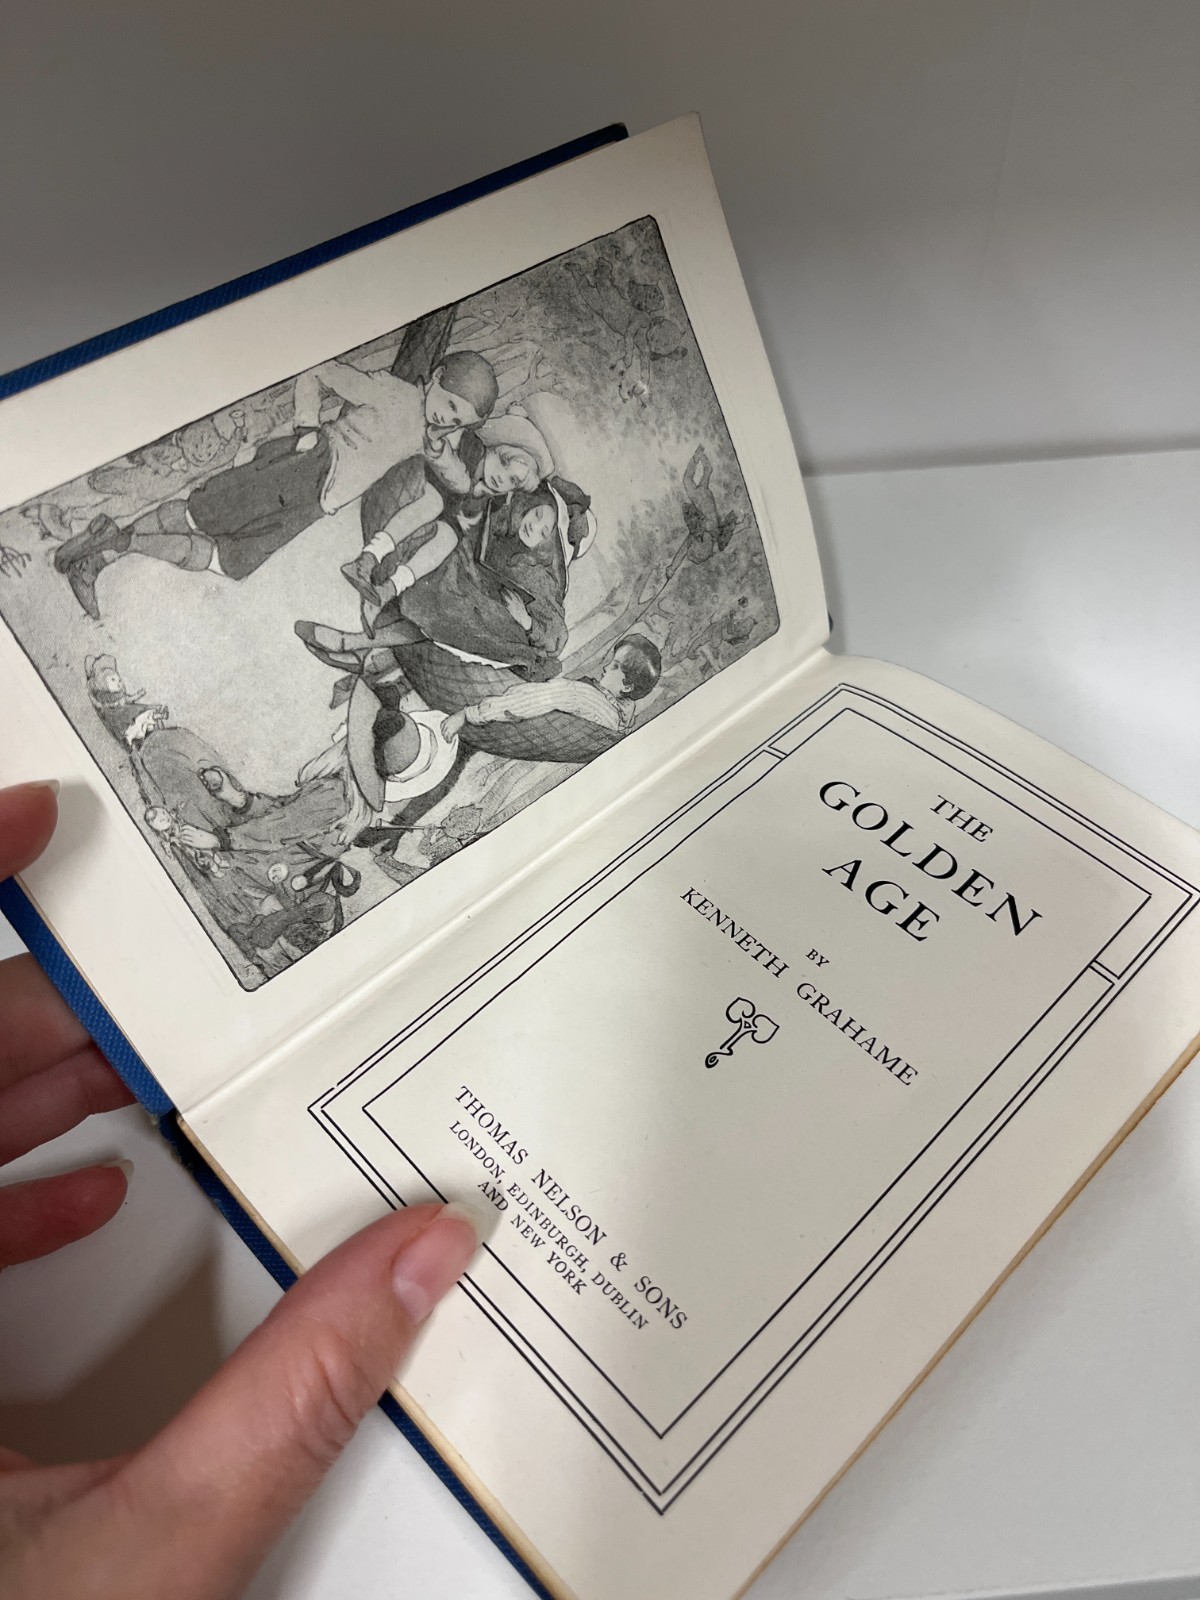 THE
GOLDEN
AGE
BY
KENNETH GRAHAME
THOMAS NELSON & SONS
LONDON, EDINBURGH, DUBLIN
AND NEW YORK